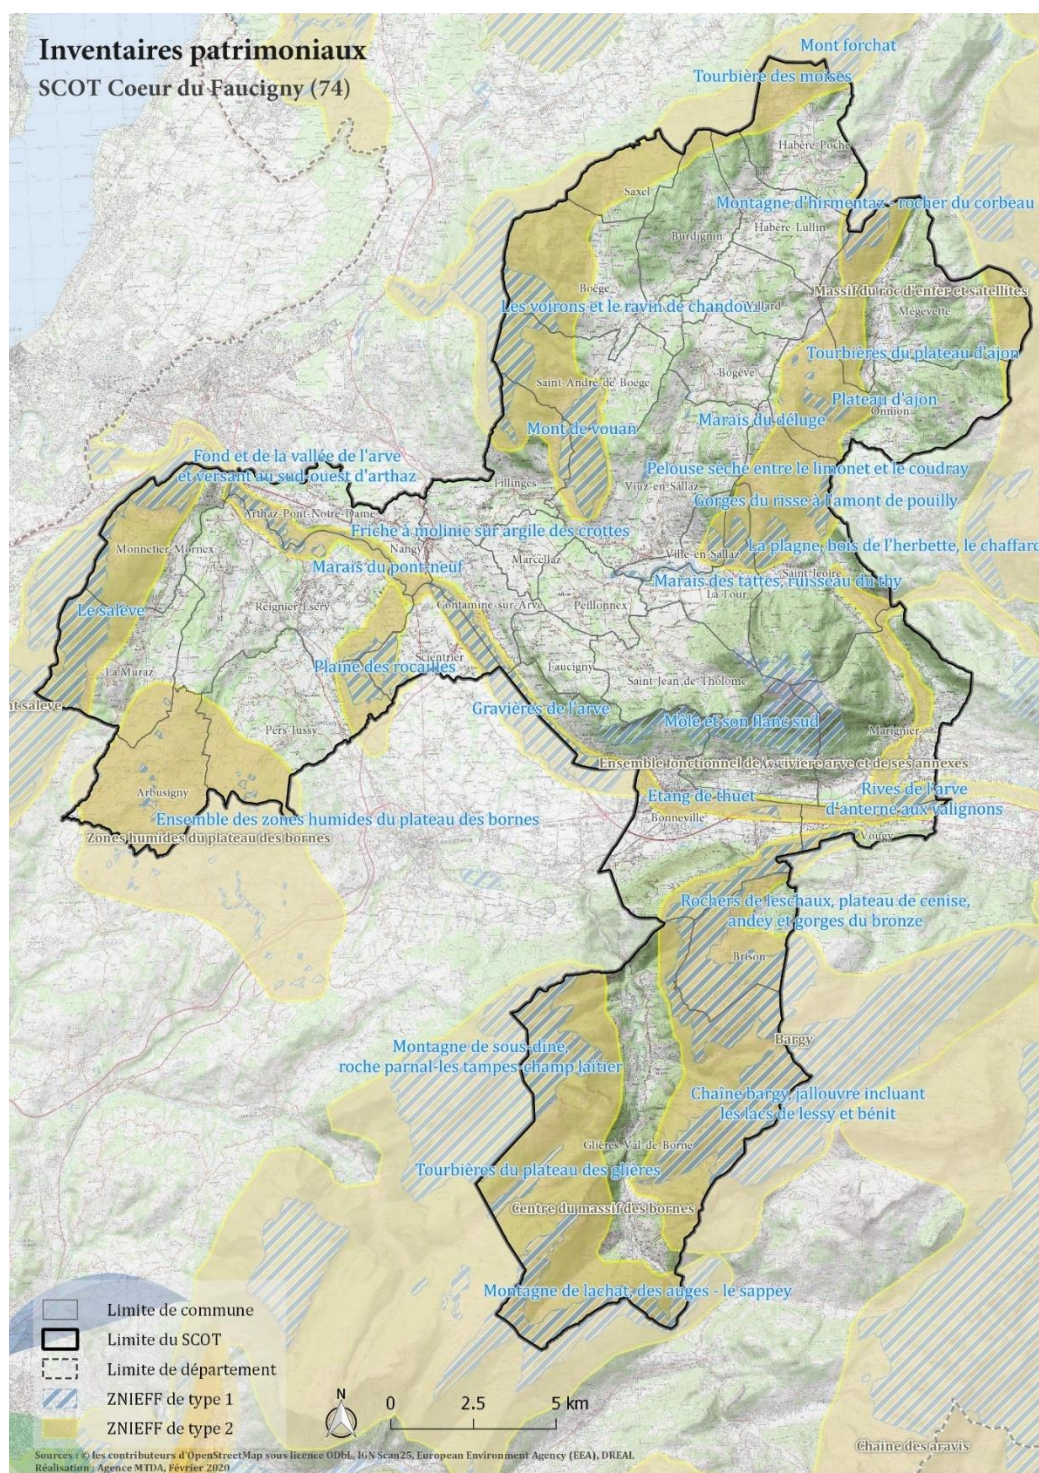 Inventaires patrimoniaux
SCOT Coeur du Faucigny (74)
Mont forchat
Tourbière des moises
Habère-Poche
Saxel
Montagne d'hirmentaz - rocher du corbeau
Habère-Lullin
Burdignin
Massif du roc d'enfer et satellites
Boëge
Les voirons et le ravin de chandouze
Villard
Mégevette
Tourbières du plateau d'ajon
Bogève
Saint-André-de-Boëge
Plateau d'ajon
Onnion
Marais du déluge
Mont de vouan
Fond et de la vallée de l'arve
et versant au sud-ouest d'arthaz
Pelouse sèche entre le limonet et le coudray
Fillinges
Viuz-en-Sallaz
Gorges du risse à l'amont de pouilly
Arthaz-Pont-Notre-Dame
Friche à molinie sur argile des crottes
La plagne, bois de l'herbette, le chaffard
Monnetier-Mornex
Nangy
Marcellaz
Ville-en-Sallaz
Marais du pont neuf
Saint-Jeoire
Marais des tattes, ruisseau du thy
La Tour
Le salève
Reignier-Esery
Contamine-sur-Arve
Peillonnex
La Muraz
Plaine des rocailles
Scientrier
Faucigny
Saint-Jean-de-Tholome
nt salève
Gravières de l'arve
Môle et son flanc sud
Pers-Jussy
Marignier
Ensemble fonctionnel de la rivière arve et de ses annexes
Arbusigny
Etang de thuet
Rives de l'arve
d'anterne aux valignons
Ensemble des zones humides du plateau des bornes
Bonneville
Zones humides du plateau des bornes
Vougy
Rochers de leschaux, plateau de cenise,
andey et gorges du bronze
Brison
Bargy
Montagne de sous-dine,
roche parnal-les tampes-champ laitier
Chaîne bargy, jallouvre incluant
les lacs de lessy et bénit
Glières-Val-de-Borne
Tourbières du plateau des glières
Centre du massif des bornes
Montagne de lachat, des auges - le sappey
Limite de commune
Limite du SCOT
Limite de département
ZNIEFF de type 1
ZNIEFF de type 2
N
0 2.5 5 km
Chaîne des aravis
Sources : © les contributeurs d'OpenStreetMap sous licence ODbL, IGN Scan25, European Environment Agency (EEA), DREAL
Réalisation : Agence MTDA, Février 2020